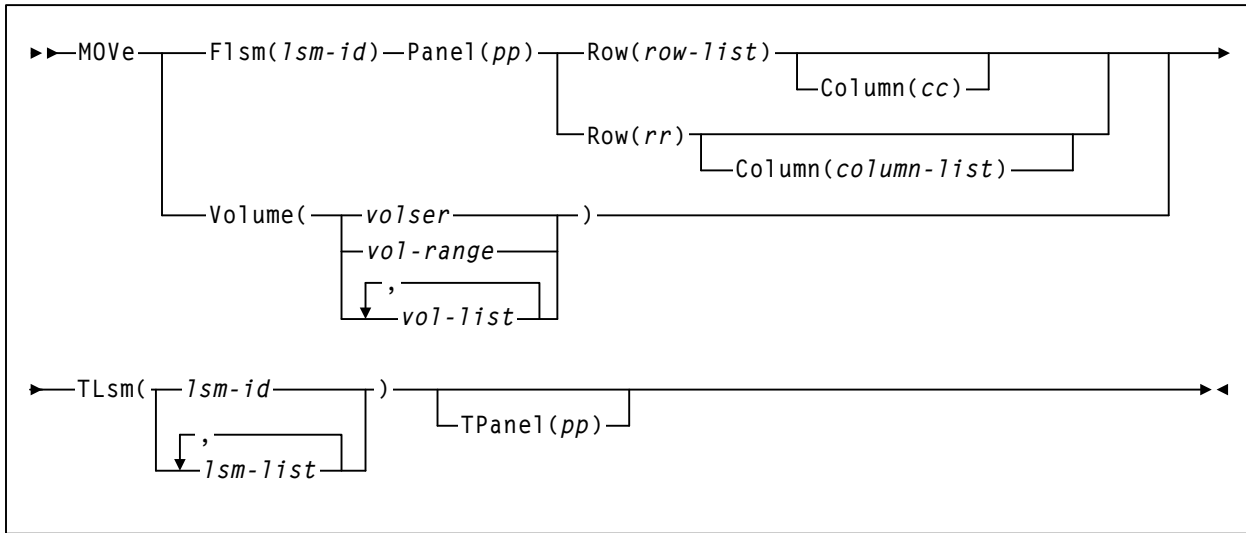 MOVe Flsm(lsm-id) Panel(pp) Row(row-list)
Column(cc)
Row(rr)
Column(column-list)
Volume( volser )
vol-range
,
vol-list
TLsm( lsm-id )
TPanel(pp)
,
lsm-list